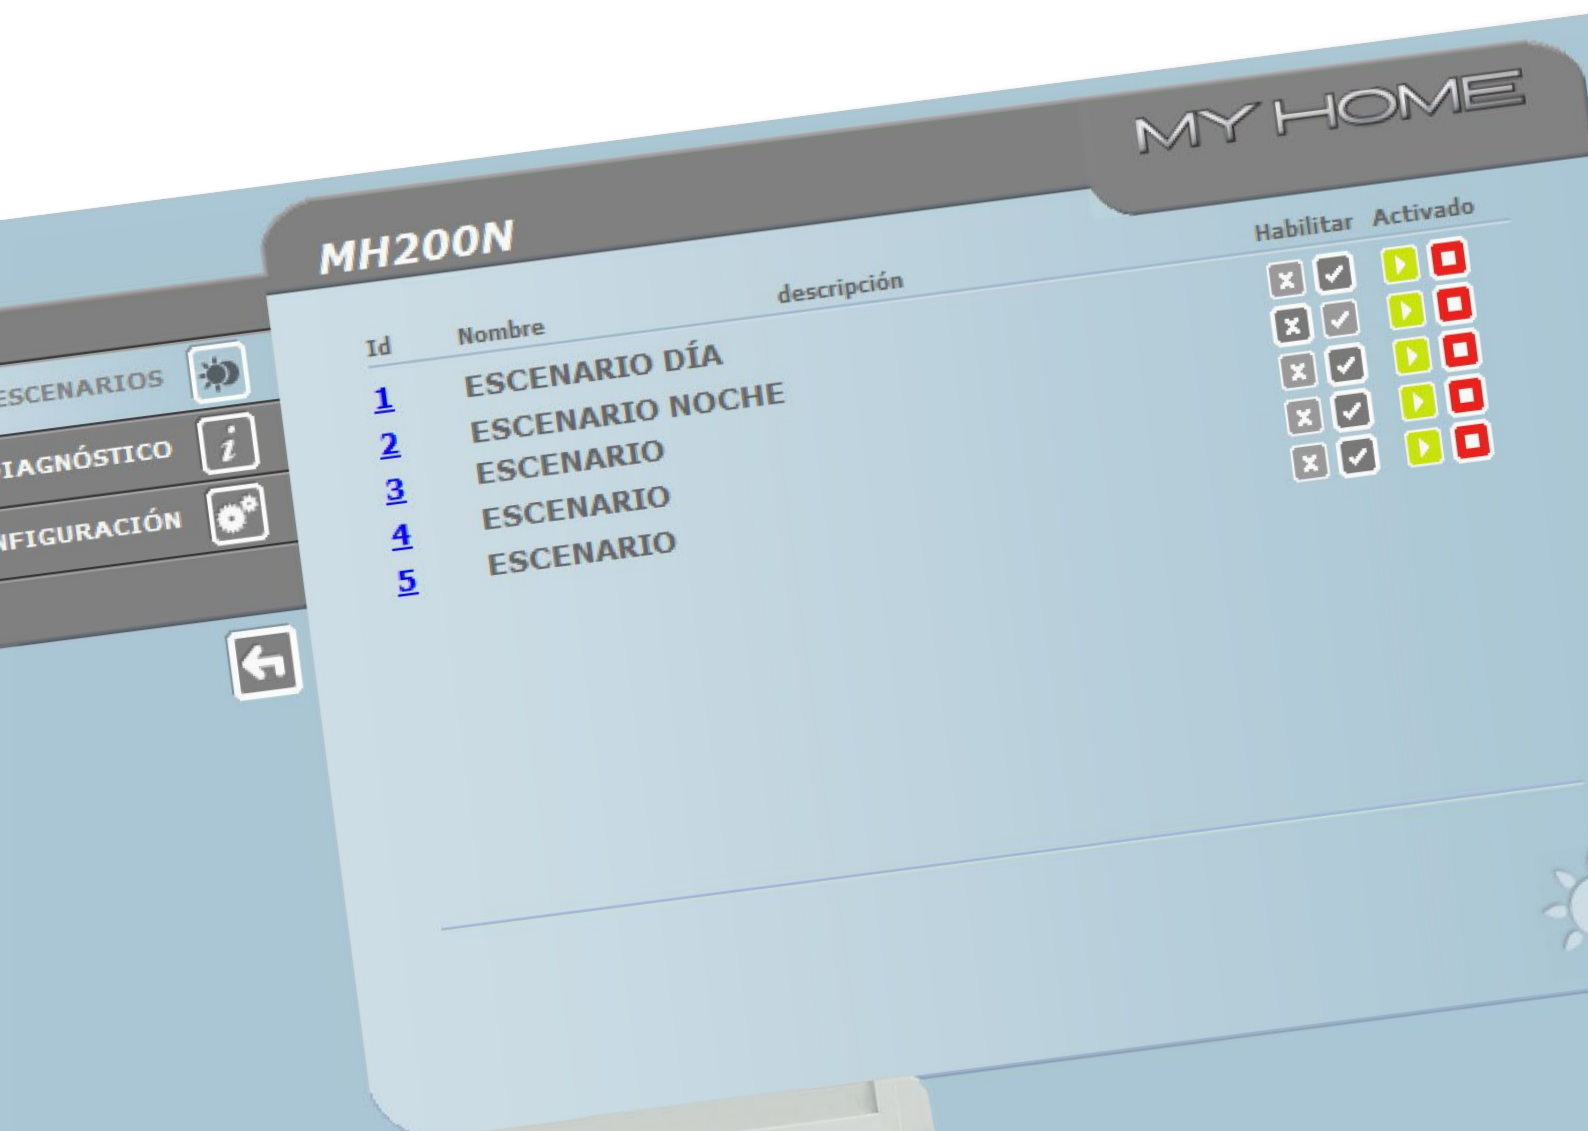 MY HOME
MH200N
Id Nombre descripción Habilitar Activado
1 ESCENARIO DÍA
2 ESCENARIO NOCHE
3 ESCENARIO
4 ESCENARIO
5 ESCENARIO
ESCENARIOS
IAGNÓSTICO
NFIGURACIÓN